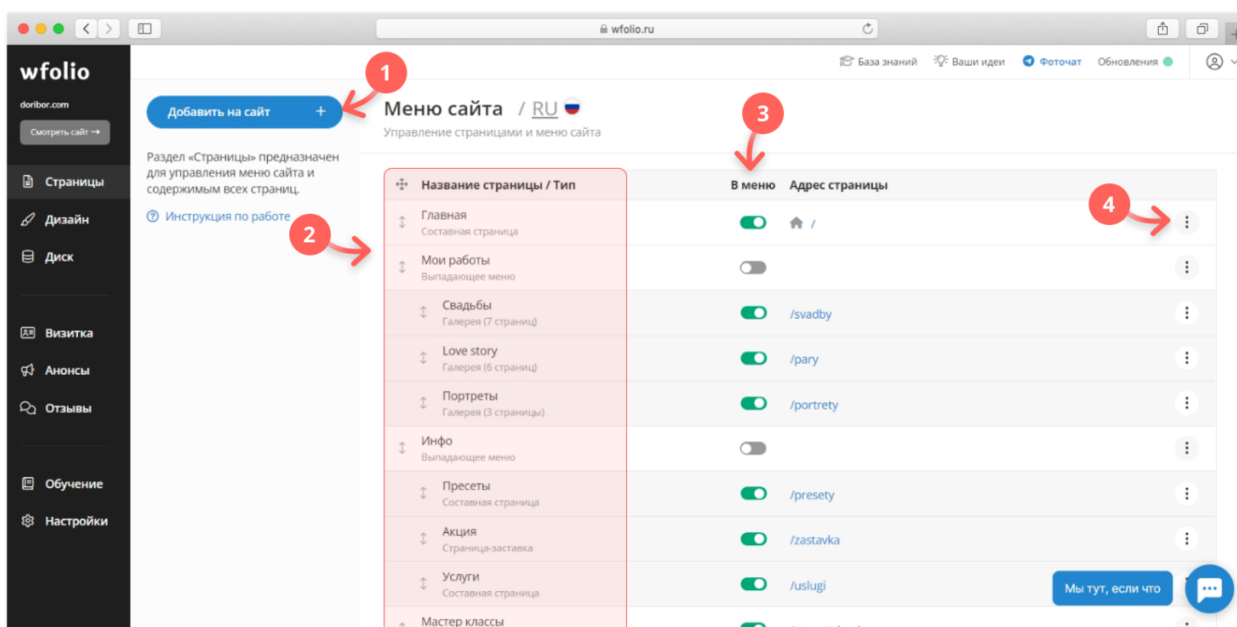 wfolio.ru
wfolio
doribor.com
Смотреть сайт →
Страницы
Дизайн
Диск
Визитка
Анонсы
Отзывы
Обучение
Настройки
База знаний
Ваши идеи
Фоточат
Обновления
1
Добавить на сайт +
Раздел «Страницы» предназначен
для управления меню сайта и
содержимым всех страниц.
Инструкция по работе
2
Меню сайта / RU
Управление страницами и меню сайта
3
4
Название страницы / Тип В меню Адрес страницы
Главная
Составная страница
/
Мои работы
Выпадающее меню
Свадьбы
Галерея (7 страниц)
/svadby
Love story
Галерея (6 страниц)
/pary
Портреты
Галерея (3 страницы)
/portrety
Инфо
Выпадающее меню
Пресеты
Составная страница
/presety
Акция
Страница-заставка
/zastavka
Услуги
Составная страница
/uslugi
Мастер классы
Мы тут, если что